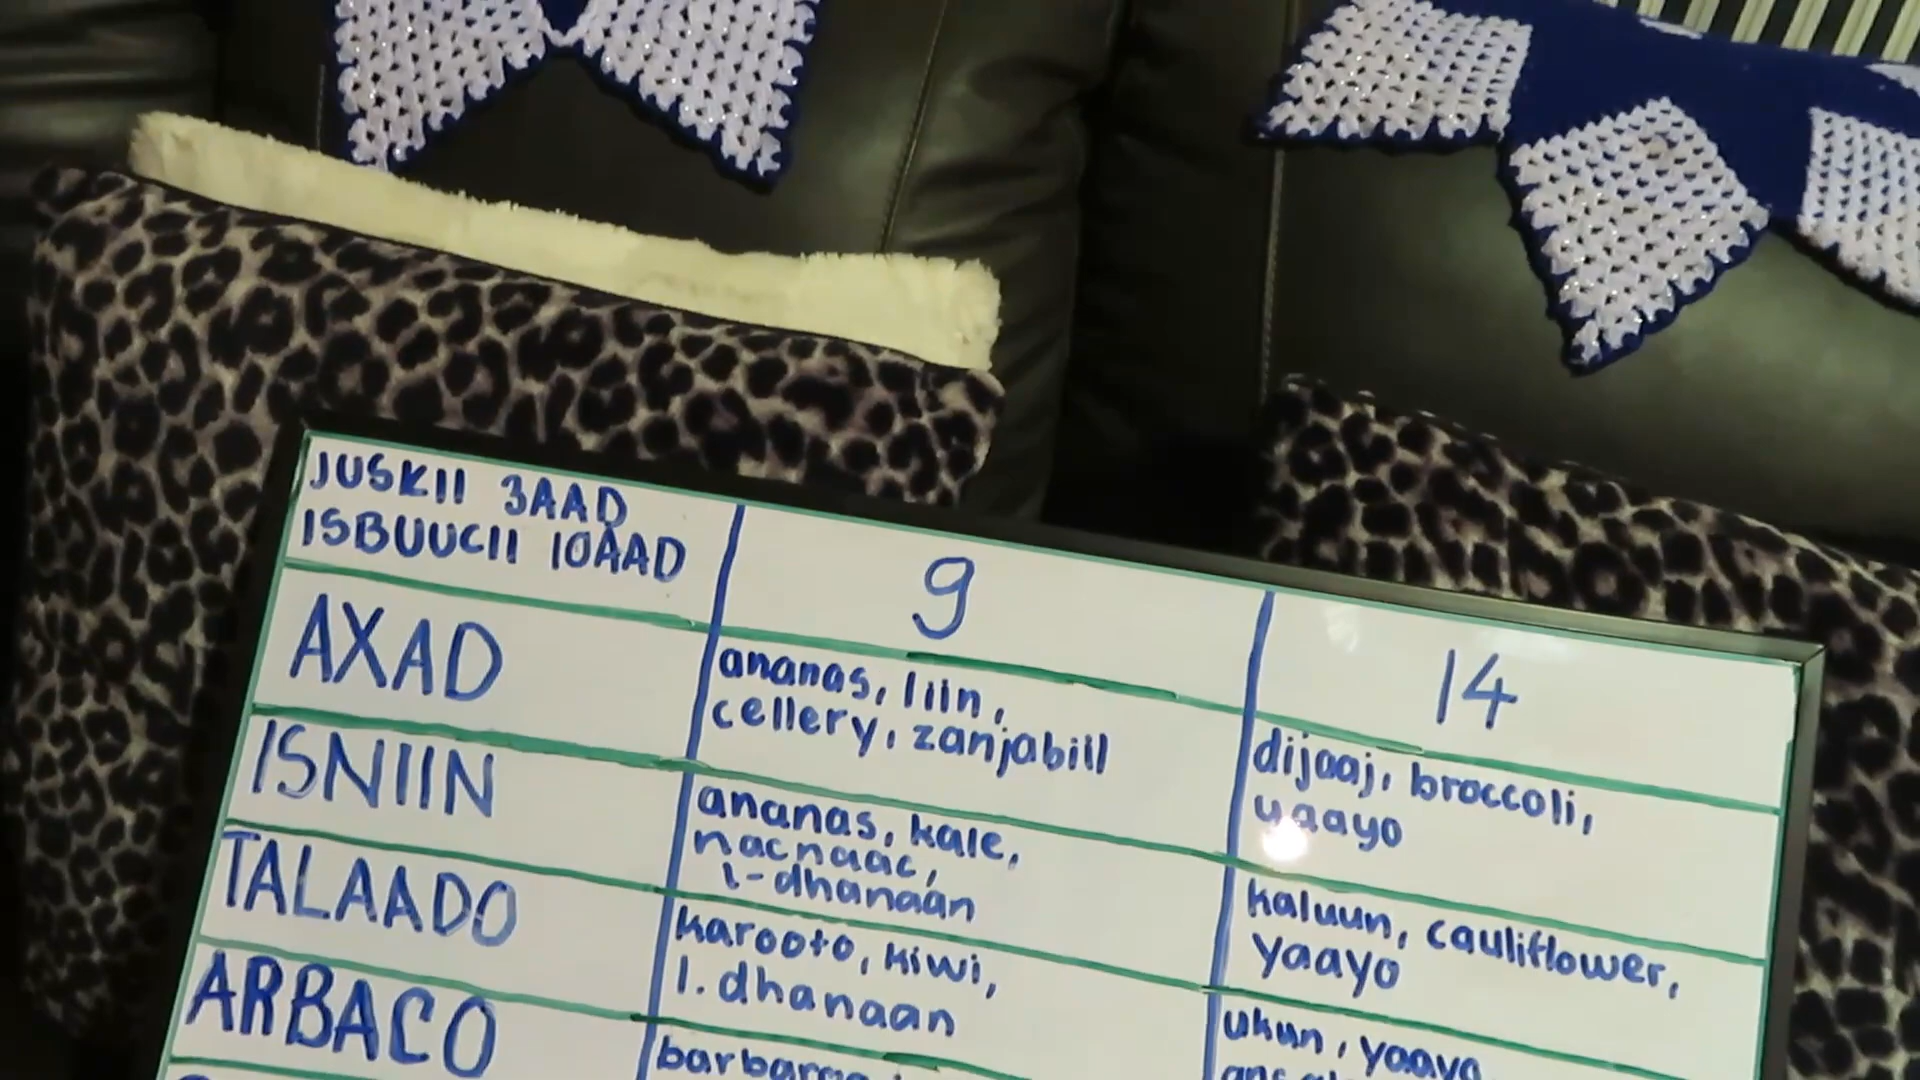 JUSKII 3AAD
ISBUUCII 10AAD
9
14
AXAD
ananas, liin,
cellery, zanjabiil
dijaaj, broccoli,
yaayo
ISNIIN
ananas, kale,
nacnaac,
l-dhanaan
kaluun, cauliflower,
yaayo
TALAADO
karooto, kiwi,
l.dhanaan
ukun, yaayo
ARBACO